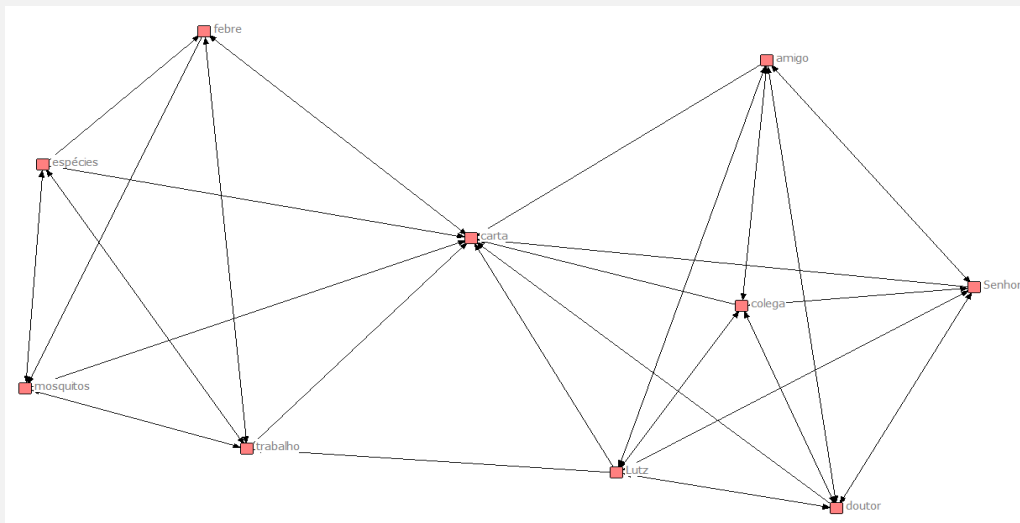 febre
amigo
espécies
carta
Senhor
colega
mosquitos
trabalho
Lutz
doutor